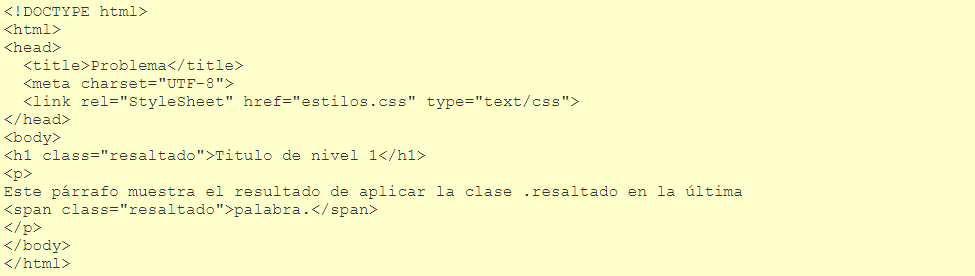 <!DOCTYPE html>
<html>
<head>
  <title>Problema</title>
  <meta charset="UTF-8">
  <link rel="StyleSheet" href="estilos.css" type="text/css">
</head>
<body>
<h1 class="resaltado">Titulo de nivel 1</h1>
<p>
Este párrafo muestra el resultado de aplicar la clase .resaltado en la última
<span class="resaltado">palabra.</span>
</p>
</body>
</html>